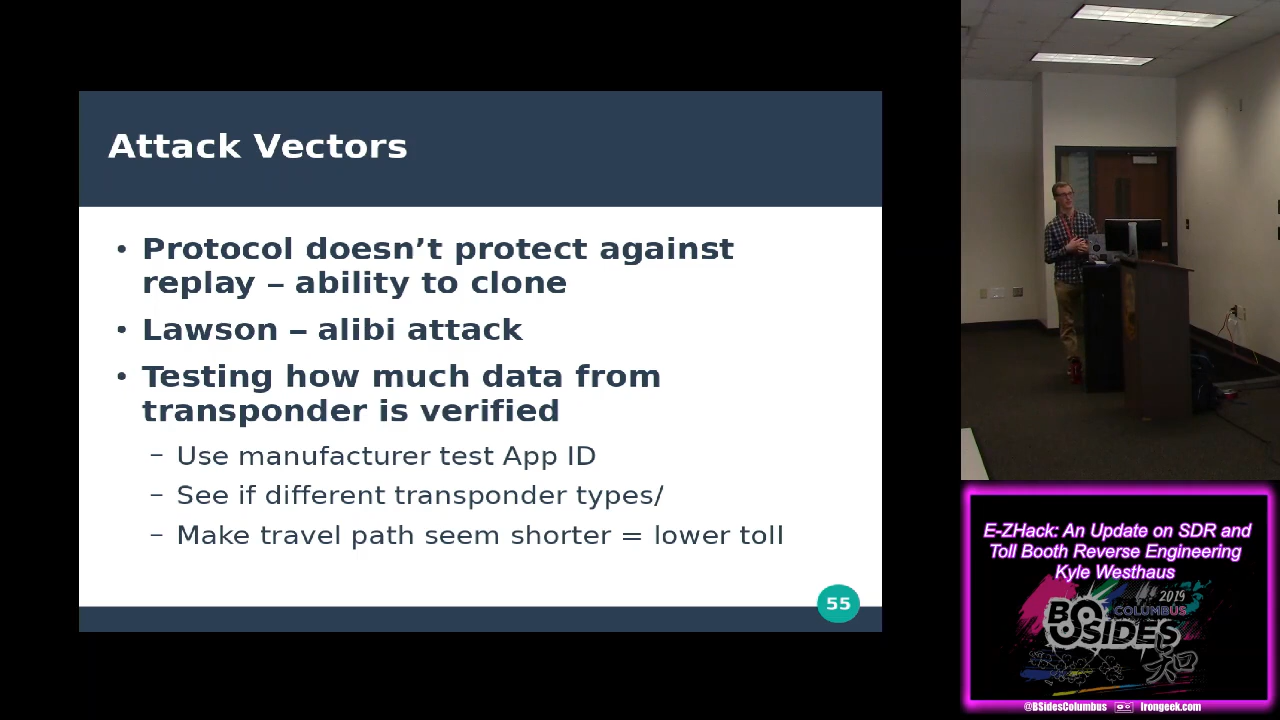 Attack Vectors
• Protocol doesn’t protect against
replay – ability to clone
• Lawson – alibi attack
• Testing how much data from
transponder is verified
– Use manufacturer test App ID
– See if different transponder types/
– Make travel path seem shorter = lower toll
55
E-ZHack: An Update on SDR and
Toll Booth Reverse Engineering
Kyle Westhaus
2019
COLUMBUS
BSIDES
@BSidesColumbus Irongeek.com